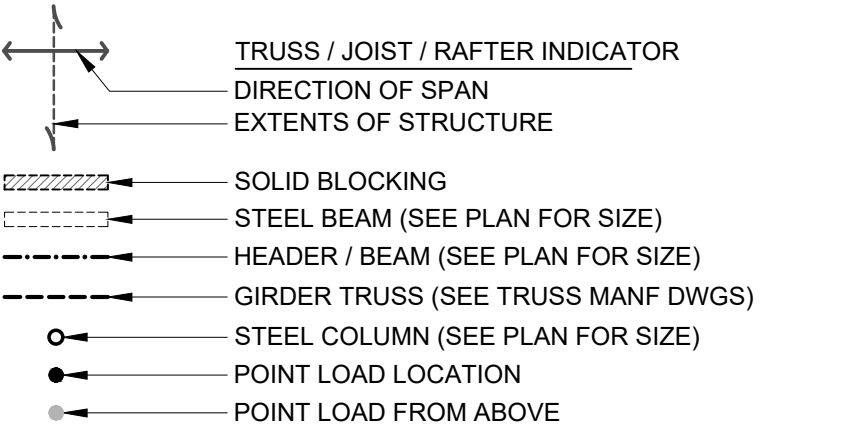 TRUSS / JOIST / RAFTER INDICATOR
DIRECTION OF SPAN
EXTENTS OF STRUCTURE
SOLID BLOCKING
STEEL BEAM (SEE PLAN FOR SIZE)
HEADER / BEAM (SEE PLAN FOR SIZE)
GIRDER TRUSS (SEE TRUSS MANF DWGS)
STEEL COLUMN (SEE PLAN FOR SIZE)
POINT LOAD LOCATION
POINT LOAD FROM ABOVE